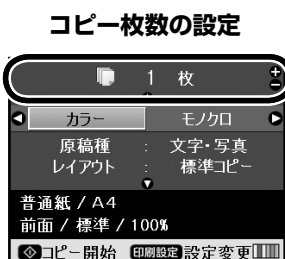 コピー枚数の設定
1 枚
カラー モノクロ
原稿種 : 文字・写真
レイアウト : 標準コピー
普通紙 / A4
前面 / 標準 / 100%
コピー開始 印刷設定 設定変更